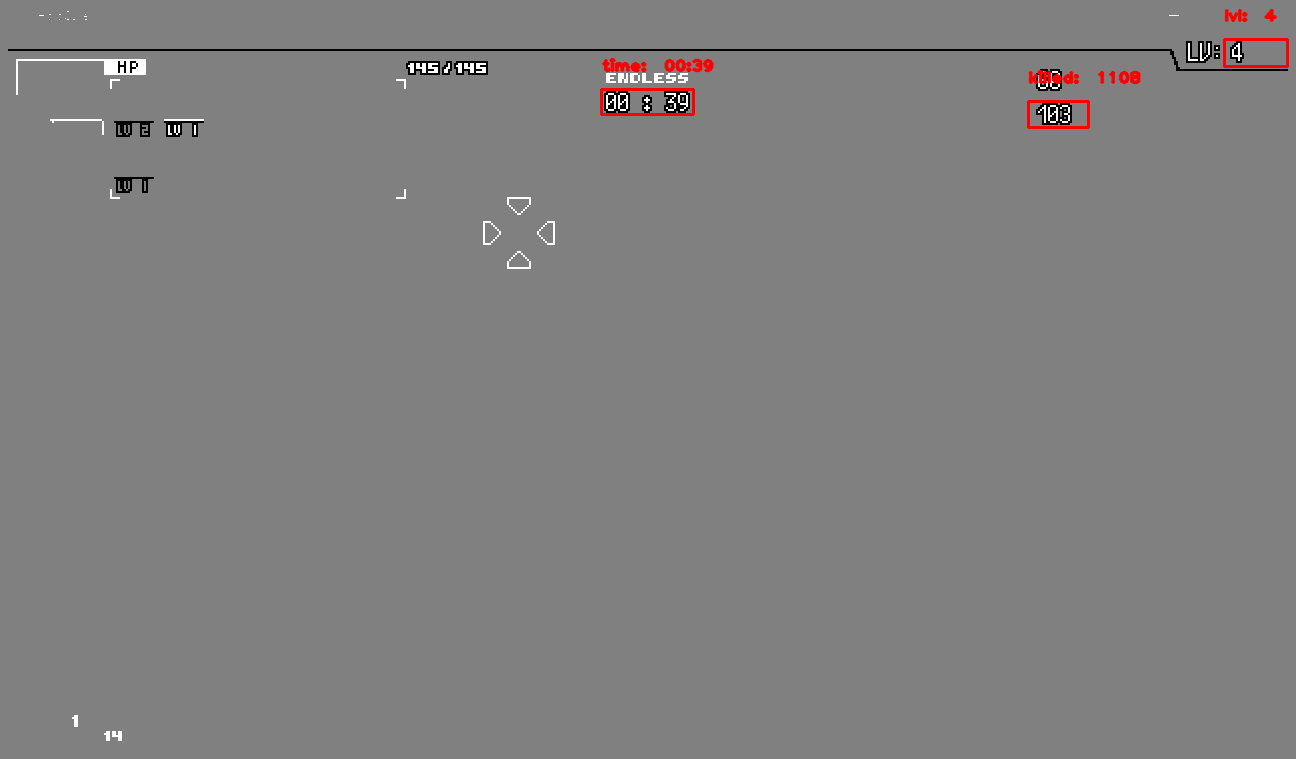 lvl: 4
LV: 4
HP
145/145
time: 00:39
ENDLESS
00 : 39
killed: 1108
103
LV 2 LV 1
LV 1
1
14